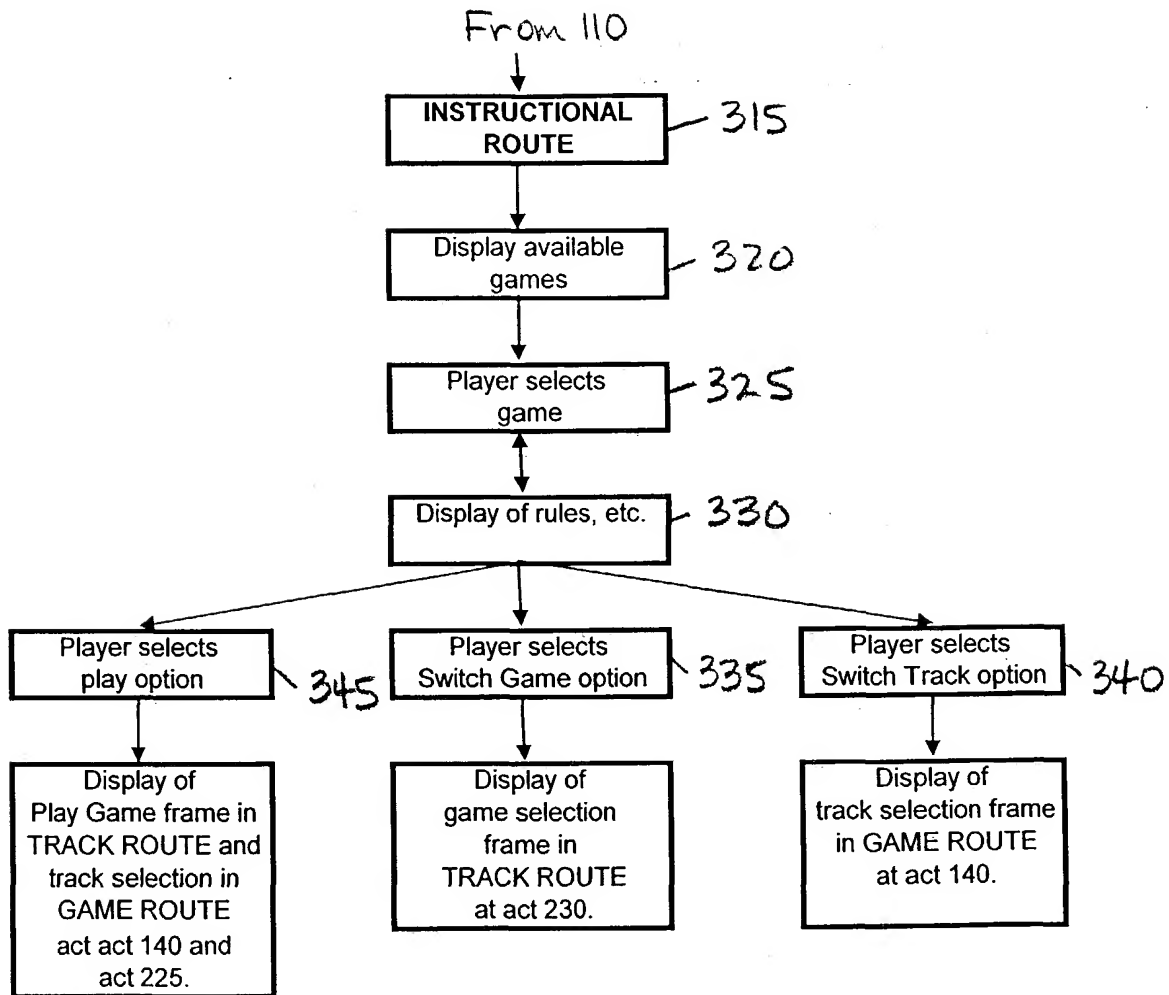 From 110
INSTRUCTIONAL
ROUTE
315
Display available
games
320
Player selects
game
325
Display of rules, etc.
330
Player selects
play option
345
Player selects
Switch Game option
335
Player selects
Switch Track option
340
Display of
Play Game frame in
TRACK ROUTE and
track selection in
GAME ROUTE
act act 140 and
act 225.
Display of
game selection
frame in
TRACK ROUTE
at act 230.
Display of
track selection frame
in GAME ROUTE
at act 140.